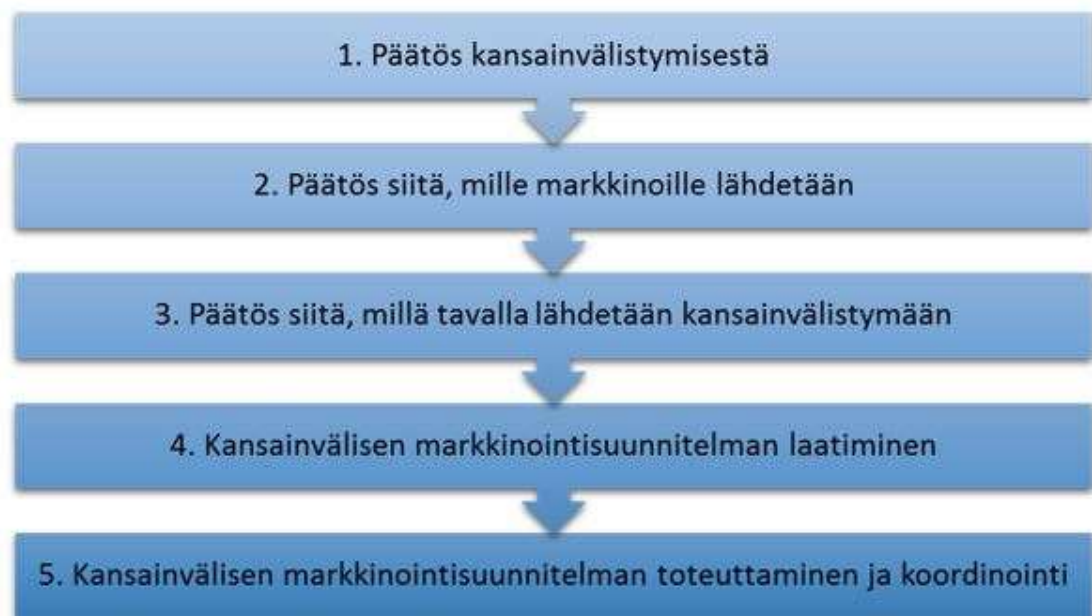 1. Päätös kansainvälistymisestä
2. Päätös siitä, mille markkinoille lähdetään
3. Päätös siitä, millä tavalla lähdetään kansainvälistymään
4. Kansainvälisen markkinointisuunnitelman laatiminen
5. Kansainvälisen markkinointisuunnitelman toteuttaminen ja koordinointi